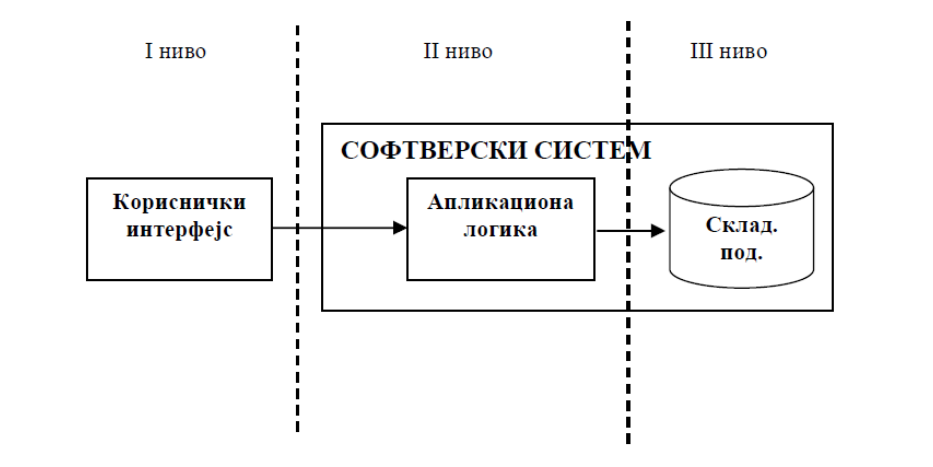 I ниво
II ниво
III ниво
СОФТВЕРСКИ СИСТЕМ
Кориснички
интерфејс
Апликациона
логика
Склад.
под.